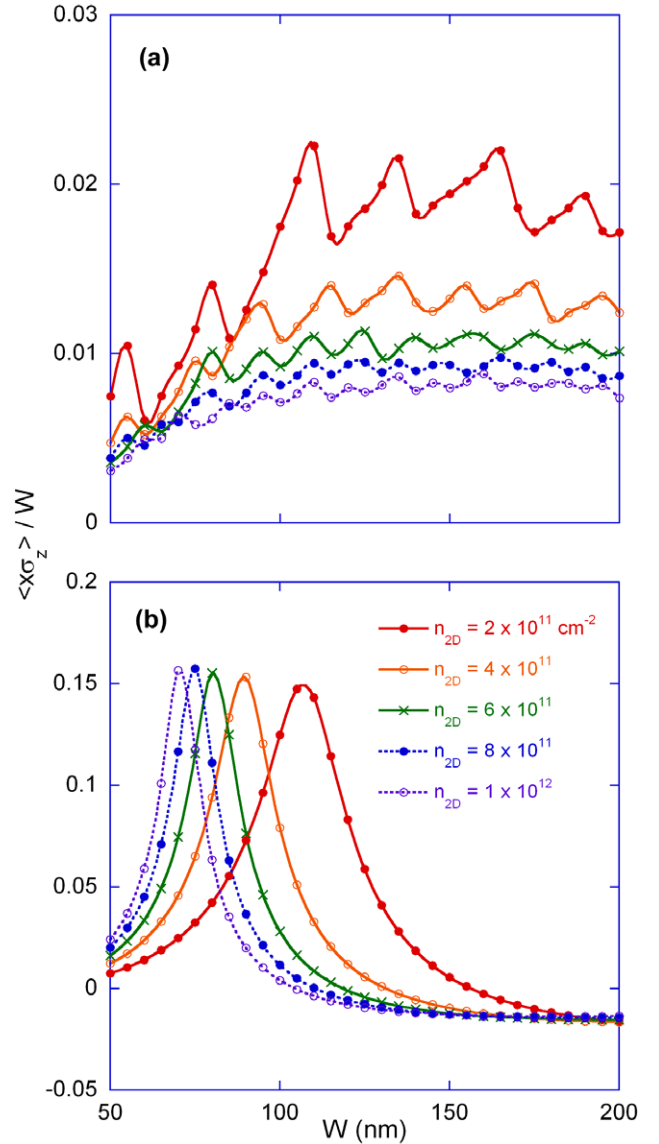 0.03
(a)
0.02
0.01
0
<xσz> / W
0.2
(b)
n2D = 2 x 10^11 cm^-2
n2D = 4 x 10^11
n2D = 6 x 10^11
n2D = 8 x 10^11
n2D = 1 x 10^12
0.15
0.1
0.05
0
-0.05
50
100
150
200
W (nm)